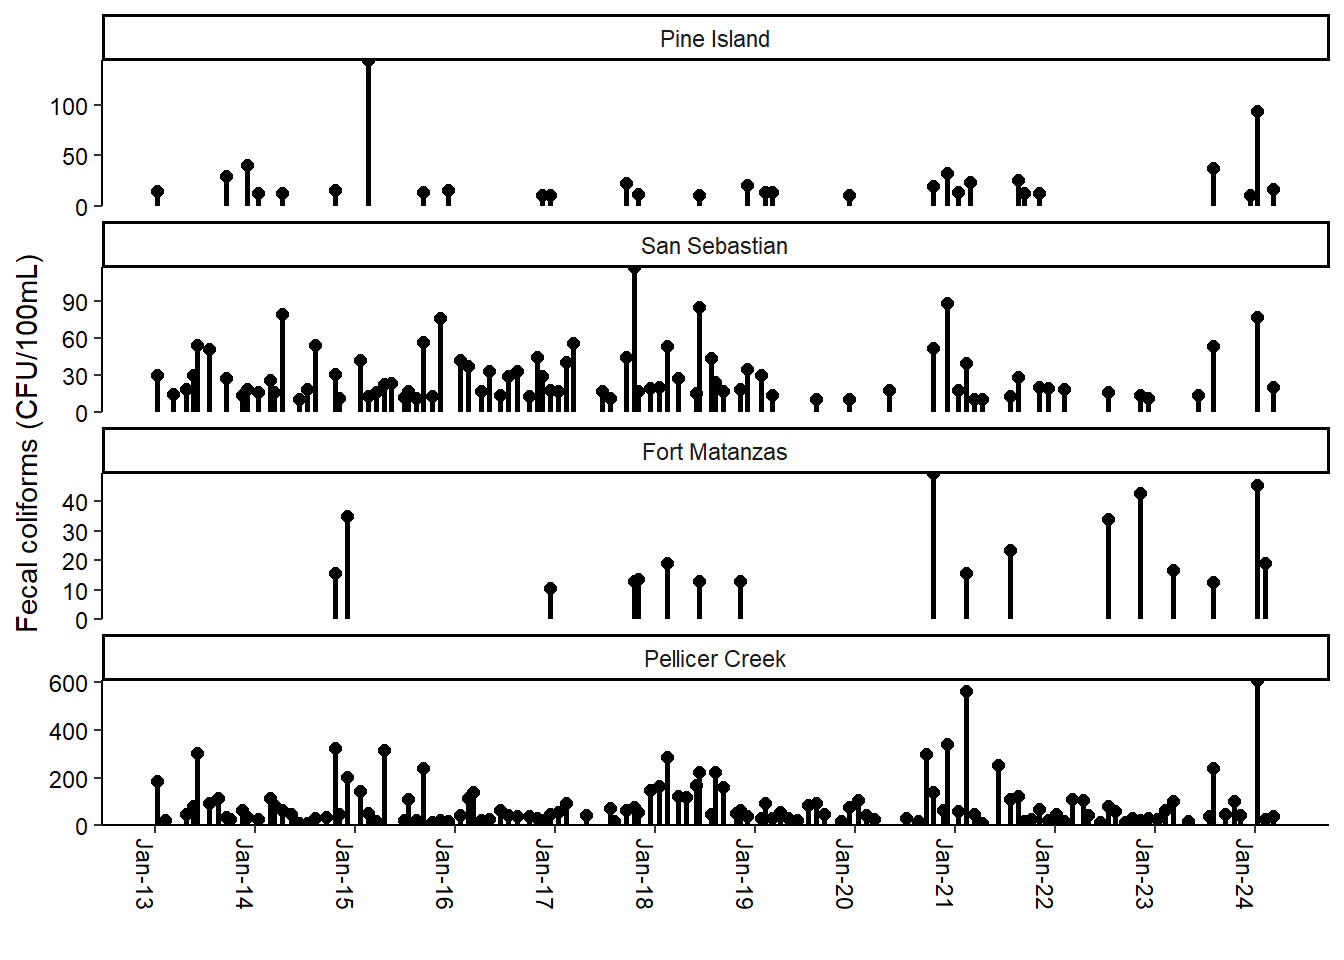 Pine Island
100
50
0
San Sebastian
90
60
30
0
Fort Matanzas
40
30
20
10
0
Pellicer Creek
600
400
200
0
Fecal coliforms (CFU/100mL)
Jan-13
Jan-14
Jan-15
Jan-16
Jan-17
Jan-18
Jan-19
Jan-20
Jan-21
Jan-22
Jan-23
Jan-24